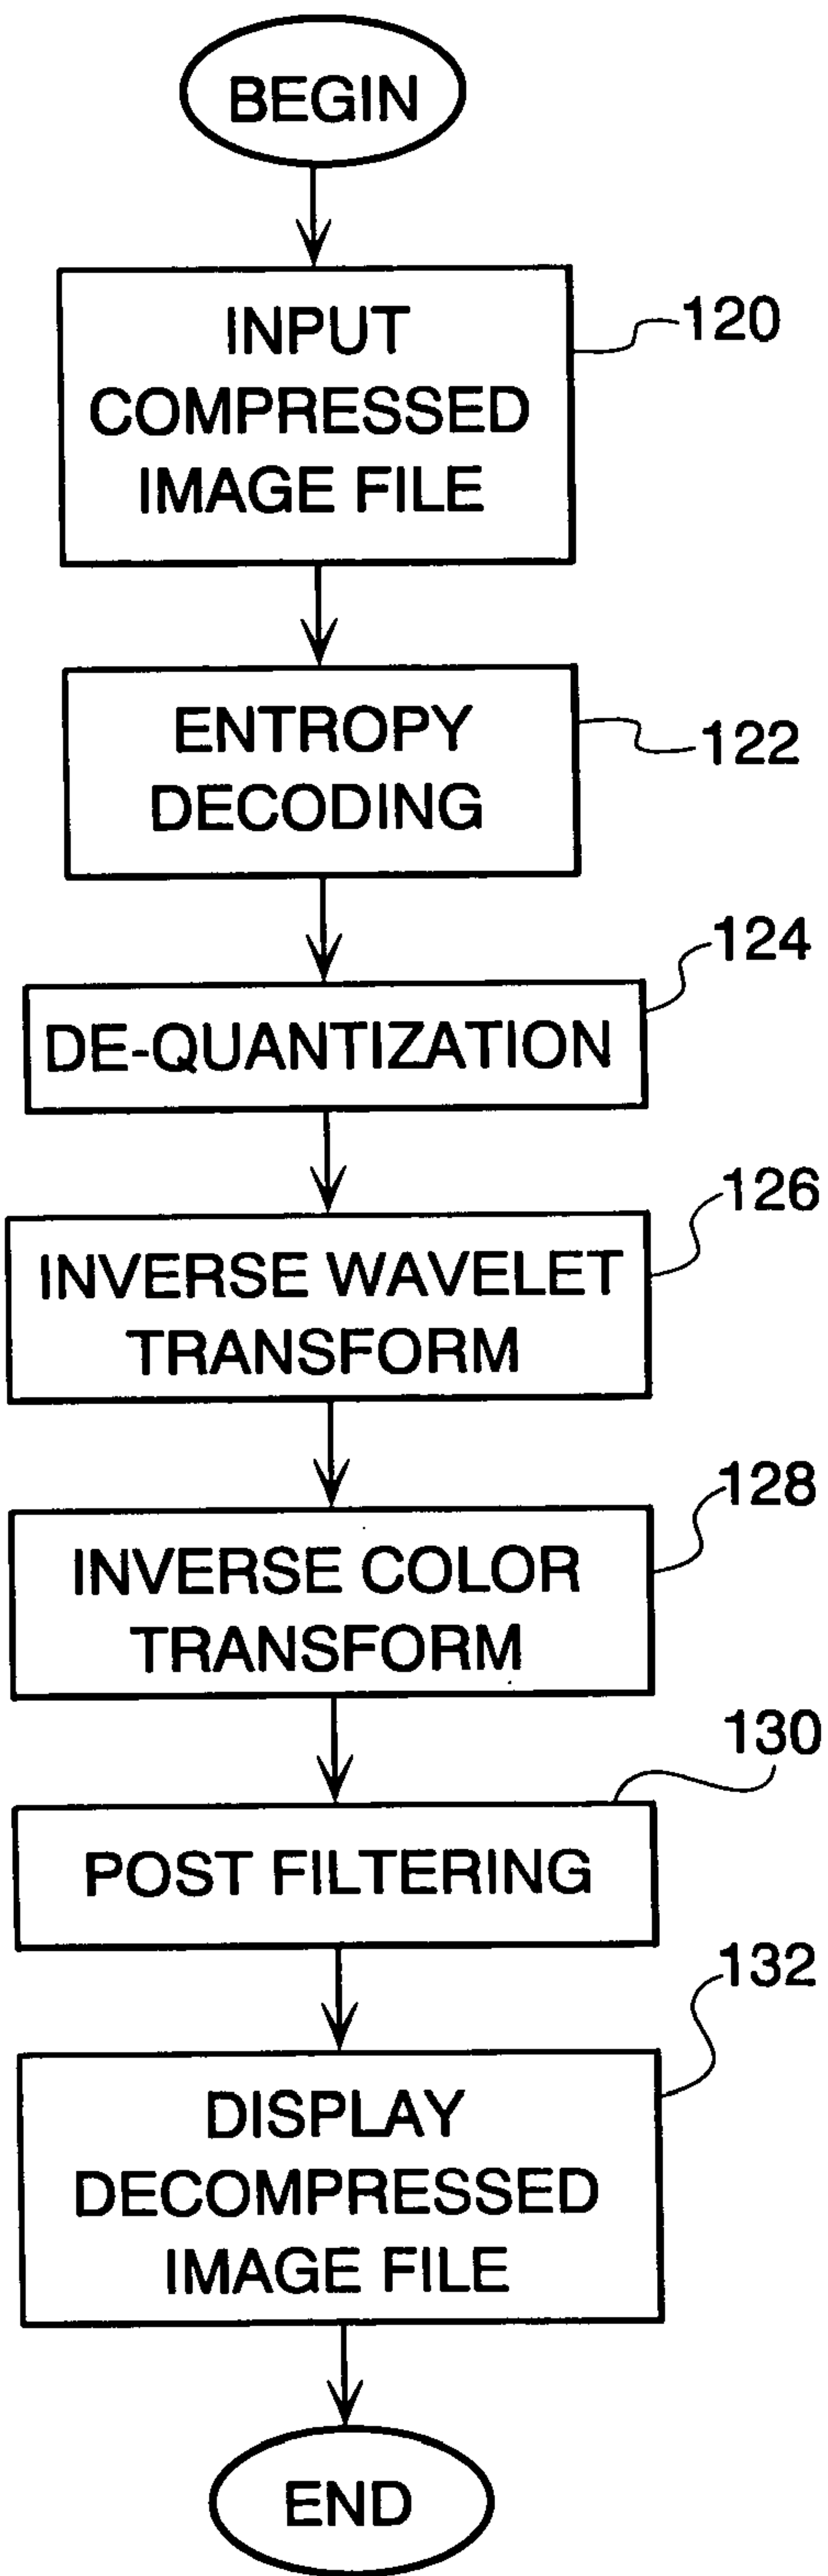 BEGIN
INPUT
COMPRESSED
IMAGE FILE
120
ENTROPY
DECODING
122
124
DE-QUANTIZATION
126
INVERSE WAVELET
TRANSFORM
128
INVERSE COLOR
TRANSFORM
130
POST FILTERING
132
DISPLAY
DECOMPRESSED
IMAGE FILE
END